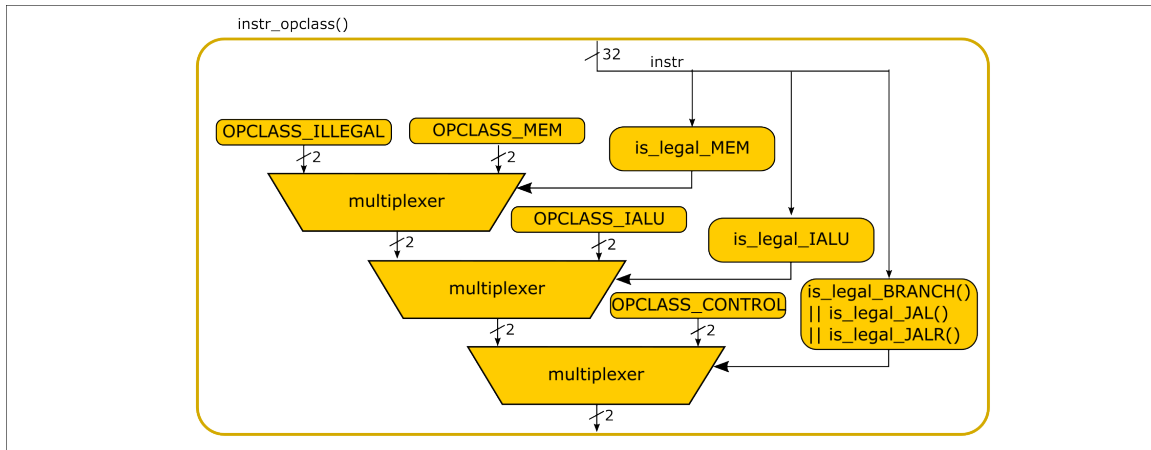 instr_opclass()
32
instr
OPCLASS_ILLEGAL
OPCLASS_MEM
is_legal_MEM
2
2
multiplexer
OPCLASS_IALU
is_legal_IALU
2
2
multiplexer
is_legal_BRANCH()
|| is_legal_JAL()
|| is_legal_JALR()
OPCLASS_CONTROL
2
2
multiplexer
2